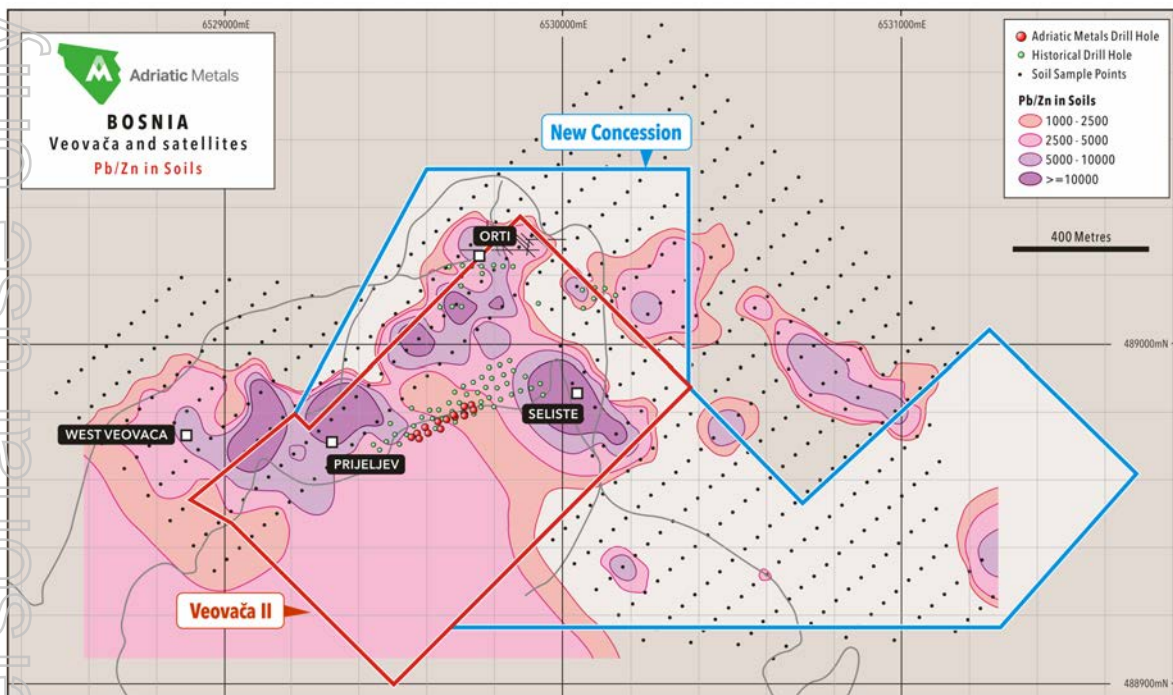 6529000mE
6530000mE
6531000mE
Adriatic Metals
BOSNIA
Veovača and satellites
Pb/Zn in Soils
Adriatic Metals Drill Hole
Historical Drill Hole
Soil Sample Points
Pb/Zn in Soils
1000 - 2500
2500 - 5000
5000 - 10000
>=10000
400 Metres
New Concession
ORTI
489000mN
SELISTE
WEST VEOVACA
PRIJELJEV
Veovača II
488900mN